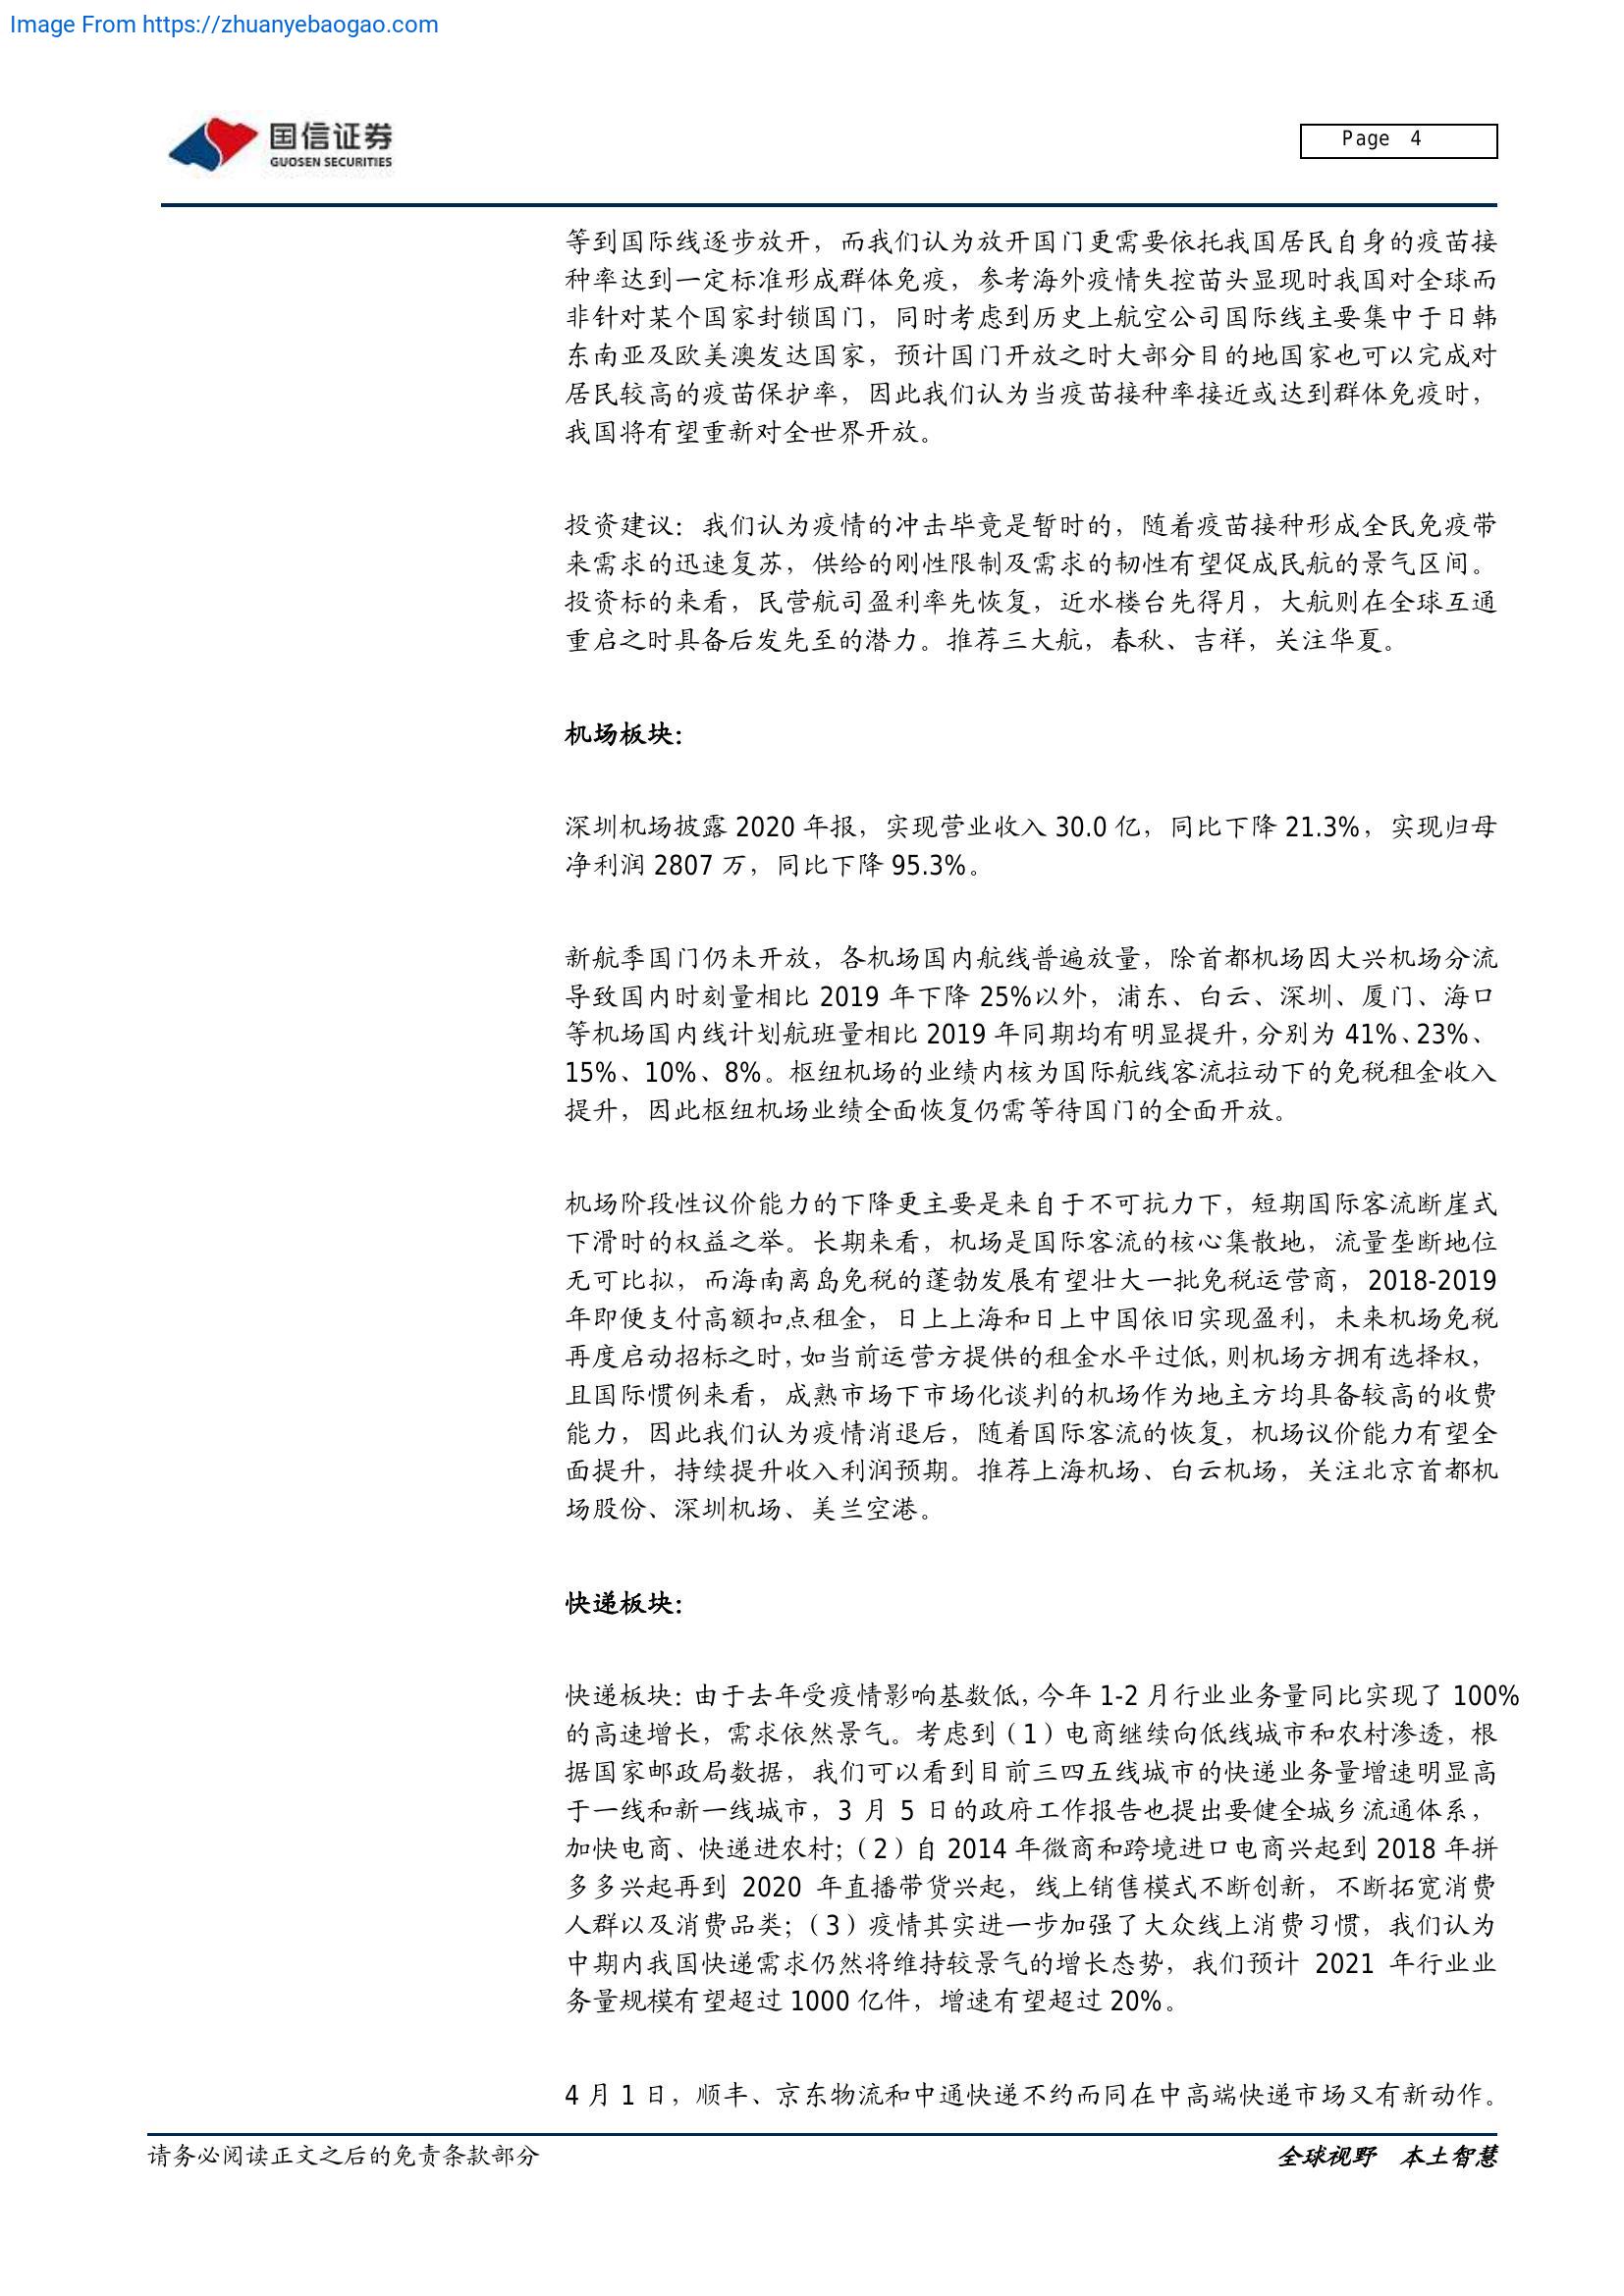 Image From https://zhuanyebaogao.com
国信证券
GUOSEN SECURITIES
Page 4
等到国际线逐步放开，而我们认为放开国门更需要依托我国居民自身的疫苗接
种率达到一定标准形成群体免疫，参考海外疫情失控苗头显现时我国对全球而
非针对某个国家封锁国门，同时考虑到历史上航空公司国际线主要集中于日韩
东南亚及欧美澳发达国家，预计国门开放之时大部分目的地国家也可以完成对
居民较高的疫苗保护率，因此我们认为当疫苗接种率接近或达到群体免疫时，
我国将有望重新对全世界开放。
投资建议：我们认为疫情的冲击毕竟是暂时的，随着疫苗接种形成全民免疫带
来需求的迅速复苏，供给的刚性限制及需求的韧性有望促成民航的景气区间。
投资标的来看，民营航司盈利率先恢复，近水楼台先得月，大航则在全球互通
重启之时具备后发先至的潜力。推荐三大航，春秋、吉祥，关注华夏。
机场板块：
深圳机场披露 2020 年报，实现营业收入 30.0 亿，同比下降 21.3%，实现归母
净利润 2807 万，同比下降 95.3%。
新航季国门仍未开放，各机场国内航线普遍放量，除首都机场因大兴机场分流
导致国内时刻量相比 2019 年下降 25%以外，浦东、白云、深圳、厦门、海口
等机场国内线计划航班量相比 2019 年同期均有明显提升，分别为 41%、23%、
15%、10%、8%。枢纽机场的业绩内核为国际航线客流拉动下的免税租金收入
提升，因此枢纽机场业绩全面恢复仍需等待国门的全面开放。
机场阶段性议价能力的下降更主要是来自于不可抗力下，短期国际客流断崖式
下滑时的权益之举。长期来看，机场是国际客流的核心集散地，流量垄断地位
无可比拟，而海南离岛免税的蓬勃发展有望壮大一批免税运营商，2018-2019
年即便支付高额扣点租金，日上上海和日上中国依旧实现盈利，未来机场免税
再度启动招标之时，如当前运营方提供的租金水平过低，则机场方拥有选择权，
且国际惯例来看，成熟市场下市场化谈判的机场作为地主方均具备较高的收费
能力，因此我们认为疫情消退后，随着国际客流的恢复，机场议价能力有望全
面提升，持续提升收入利润预期。推荐上海机场、白云机场，关注北京首都机
场股份、深圳机场、美兰空港。
快递板块：
快递板块：由于去年受疫情影响基数低，今年 1-2 月行业业务量同比实现了 100%
的高速增长，需求依然景气。考虑到（1）电商继续向低线城市和农村渗透，根
据国家邮政局数据，我们可以看到目前三四五线城市的快递业务量增速明显高
于一线和新一线城市，3 月 5 日的政府工作报告也提出要健全城乡流通体系，
加快电商、快递进农村；（2）自 2014 年微商和跨境进口电商兴起到 2018 年拼
多多兴起再到 2020 年直播带货兴起，线上销售模式不断创新，不断拓宽消费
人群以及消费品类；（3）疫情其实进一步加强了大众线上消费习惯，我们认为
中期内我国快递需求仍然将维持较景气的增长态势，我们预计 2021 年行业业
务量规模有望超过 1000 亿件，增速有望超过 20%。
4 月 1 日，顺丰、京东物流和中通快递不约而同在中高端快递市场又有新动作。
请务必阅读正文之后的免责条款部分
全球视野 本土智慧